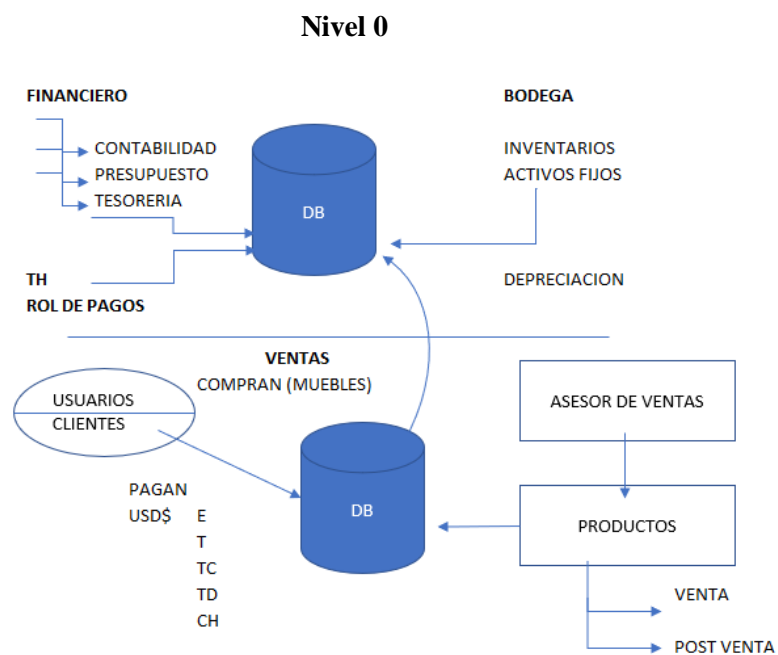 Nivel 0
FINANCIERO
CONTABILIDAD
PRESUPUESTO
TESORERIA
DB
BODEGA
INVENTARIOS
ACTIVOS FIJOS
TH
ROL DE PAGOS
DEPRECIACION
VENTAS
COMPRAN (MUEBLES)
USUARIOS
CLIENTES
ASESOR DE VENTAS
PAGAN
USD$ E
T
TC
TD
CH
DB
PRODUCTOS
VENTA
POST VENTA